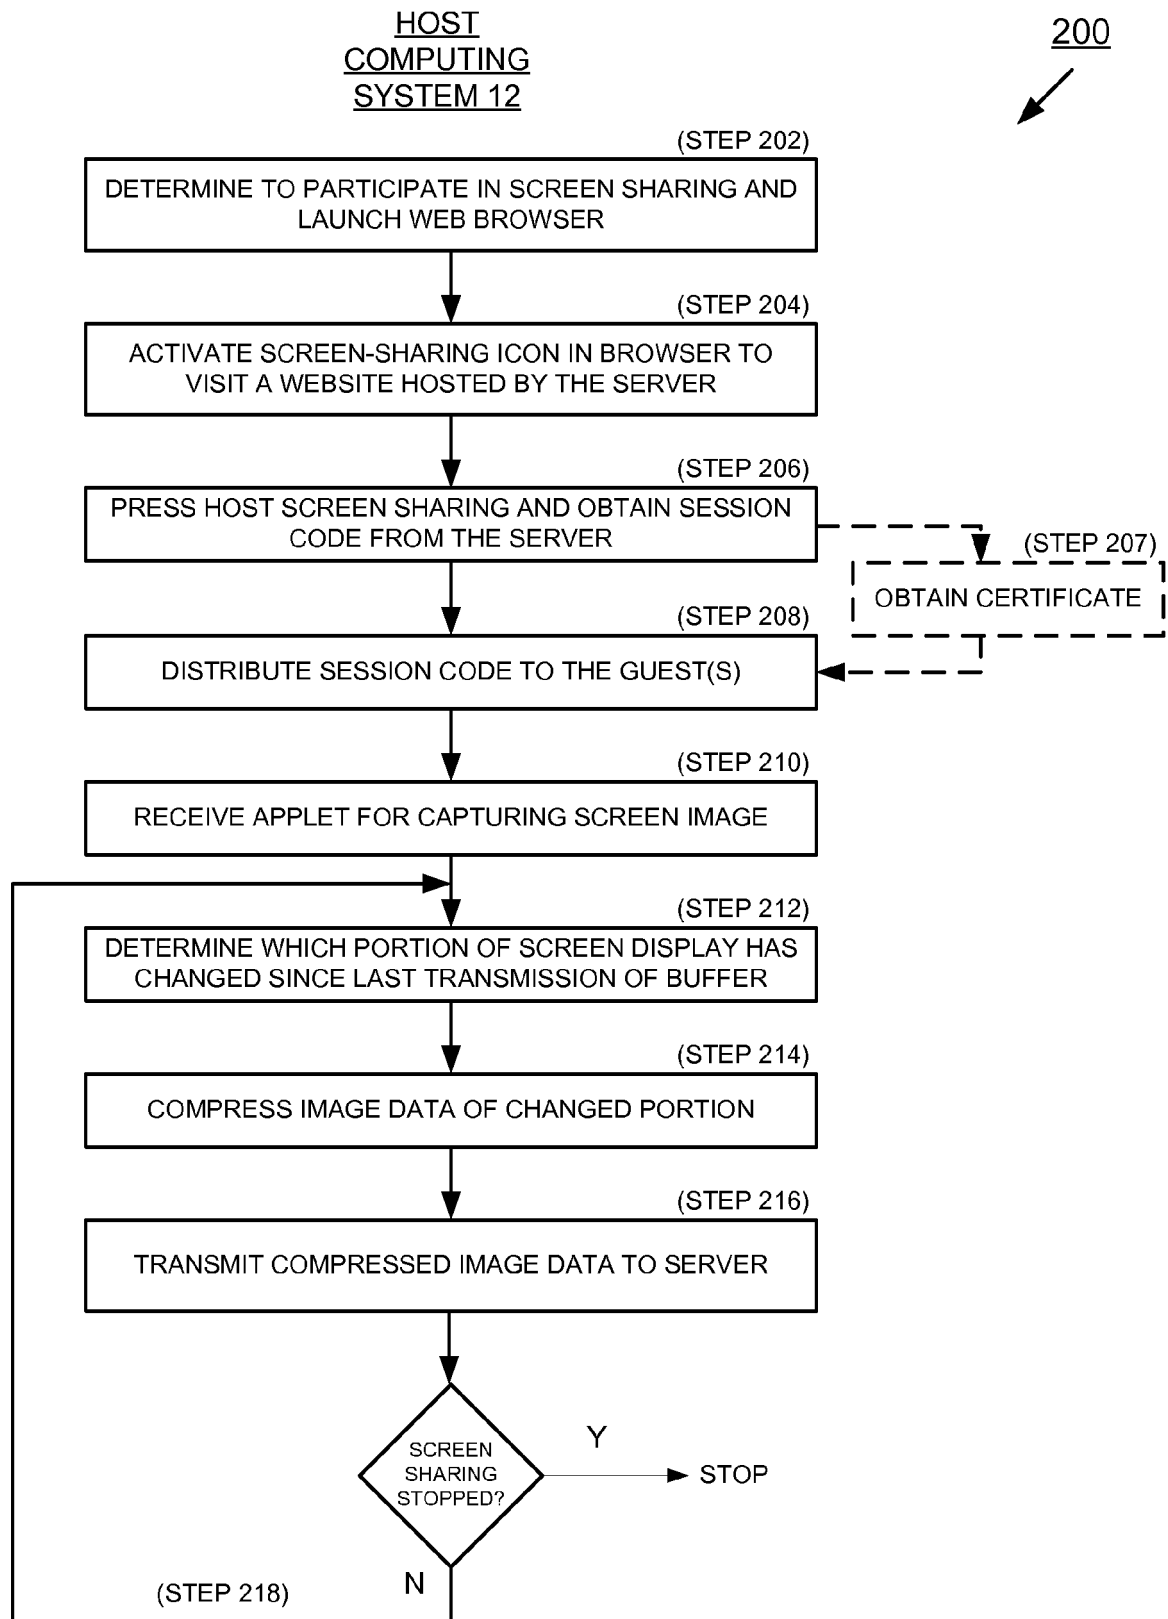 HOST
COMPUTING
SYSTEM 12
200
(STEP 202)
DETERMINE TO PARTICIPATE IN SCREEN SHARING AND
LAUNCH WEB BROWSER
(STEP 204)
ACTIVATE SCREEN-SHARING ICON IN BROWSER TO
VISIT A WEBSITE HOSTED BY THE SERVER
(STEP 206)
PRESS HOST SCREEN SHARING AND OBTAIN SESSION
CODE FROM THE SERVER
(STEP 207)
OBTAIN CERTIFICATE
(STEP 208)
DISTRIBUTE SESSION CODE TO THE GUEST(S)
(STEP 210)
RECEIVE APPLET FOR CAPTURING SCREEN IMAGE
(STEP 212)
DETERMINE WHICH PORTION OF SCREEN DISPLAY HAS
CHANGED SINCE LAST TRANSMISSION OF BUFFER
(STEP 214)
COMPRESS IMAGE DATA OF CHANGED PORTION
(STEP 216)
TRANSMIT COMPRESSED IMAGE DATA TO SERVER
SCREEN
SHARING
STOPPED?
Y
STOP
N
(STEP 218)